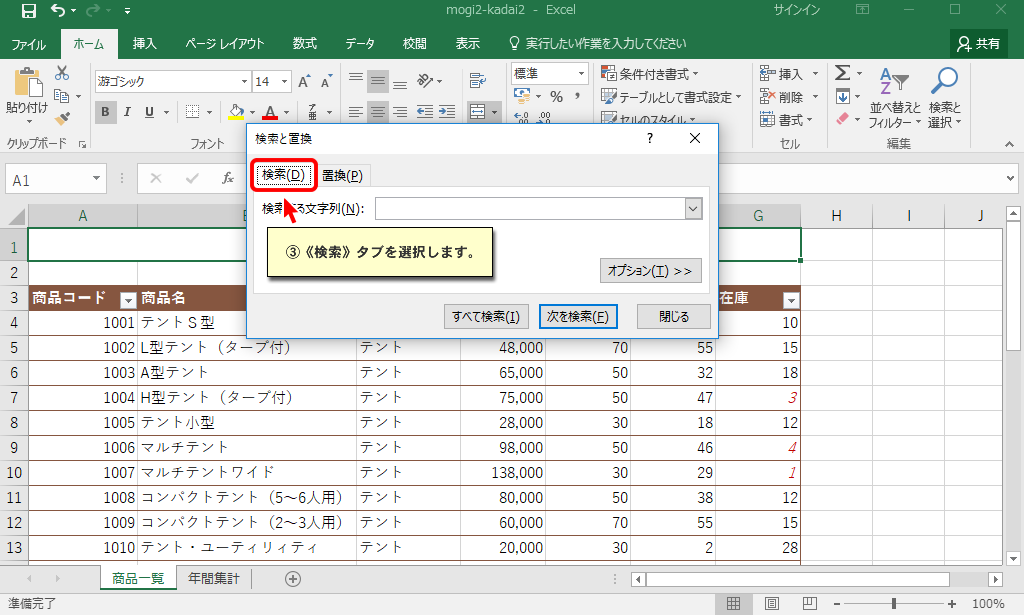 mogi2-kadai2 - Excel
サインイン
ファイル ホーム 挿入 ページ レイアウト 数式 データ 校閲 表示 実行したい作業を入力してください 共有
貼り付け
游ゴシック 14
B I U
標準
%
条件付き書式
テーブルとして書式設定
セルのスタイル
挿入
削除
書式
並べ替えと
フィルター
検索と
選択
クリップボード フォント セル 編集
A1
fx
検索と置換
?
検索(D) 置換(P)
検索 る文字列(N):
③《検索》タブを選択します。
オプション(T) >>
すべて検索(I) 次を検索(F) 閉じる
A G H I J
1
2
3 商品コード 商品名 在庫
4 1001 テントS型 10
5 1002 L型テント（タープ付） テント 48,000 70 55 15
6 1003 A型テント テント 65,000 50 32 18
7 1004 H型テント（タープ付） テント 75,000 50 47 3
8 1005 テント小型 テント 28,000 30 18 12
9 1006 マルチテント テント 98,000 50 46 4
10 1007 マルチテントワイド テント 138,000 30 29 1
11 1008 コンパクトテント（5～6人用） テント 80,000 50 38 12
12 1009 コンパクトテント（2～3人用） テント 60,000 70 55 15
13 1010 テント・ユーティリィティ テント 20,000 30 2 28
商品一覧 年間集計
準備完了
100%